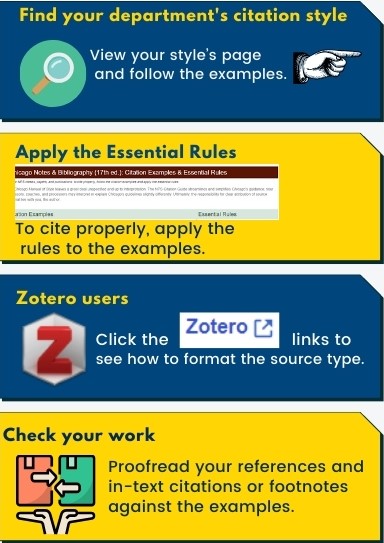 Find your department's citation style
View your style's page
and follow the examples.
Apply the Essential Rules
icago Notes & Bibliography (17th ed.): Citation Examples & Essential Rules
ation Examples
Essential Rules
To cite properly, apply the
rules to the examples.
Zotero users
Z
Click the Zotero links to
see how to format the source type.
Check your work
Proofread your references and
in-text citations or footnotes
against the examples.